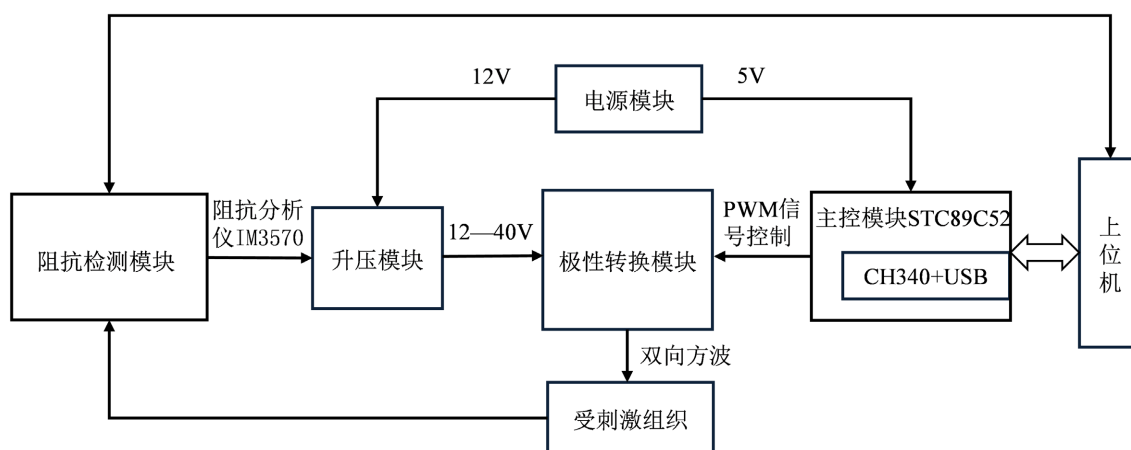 12V
电源模块
5V
阻抗检测模块
阻抗分析
仪IM3570
升压模块
12—40V
极性转换模块
PWM信
号控制
主控模块STC89C52
CH340+USB
上
位
机
双向方波
受刺激组织